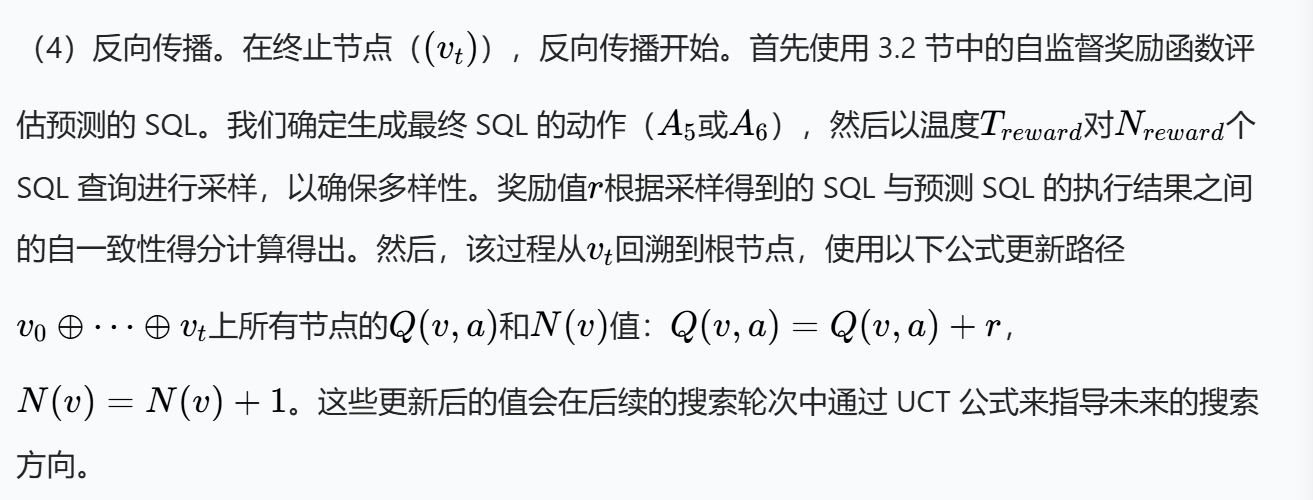 （4）反向传播。在终止节点（$(v_t)$），反向传播开始。首先使用 3.2 节中的自监督奖励函数评
估预测的 SQL。我们确定生成最终 SQL 的动作（$A_5$或$A_6$），然后以温度$T_{reward}$对$N_{reward}$个
SQL 查询进行采样，以确保多样性。奖励值$r$根据采样得到的 SQL 与预测 SQL 的执行结果之间
的自一致性得分计算得出。然后，该过程从$v_t$回溯到根节点，使用以下公式更新路径
$v_0 \oplus \cdots \oplus v_t$上所有节点的$Q(v, a)$和$N(v)$值：$Q(v, a) = Q(v, a) + r$，
$N(v) = N(v) + 1$。这些更新后的值会在后续的搜索轮次中通过 UCT 公式来指导未来的搜索
方向。